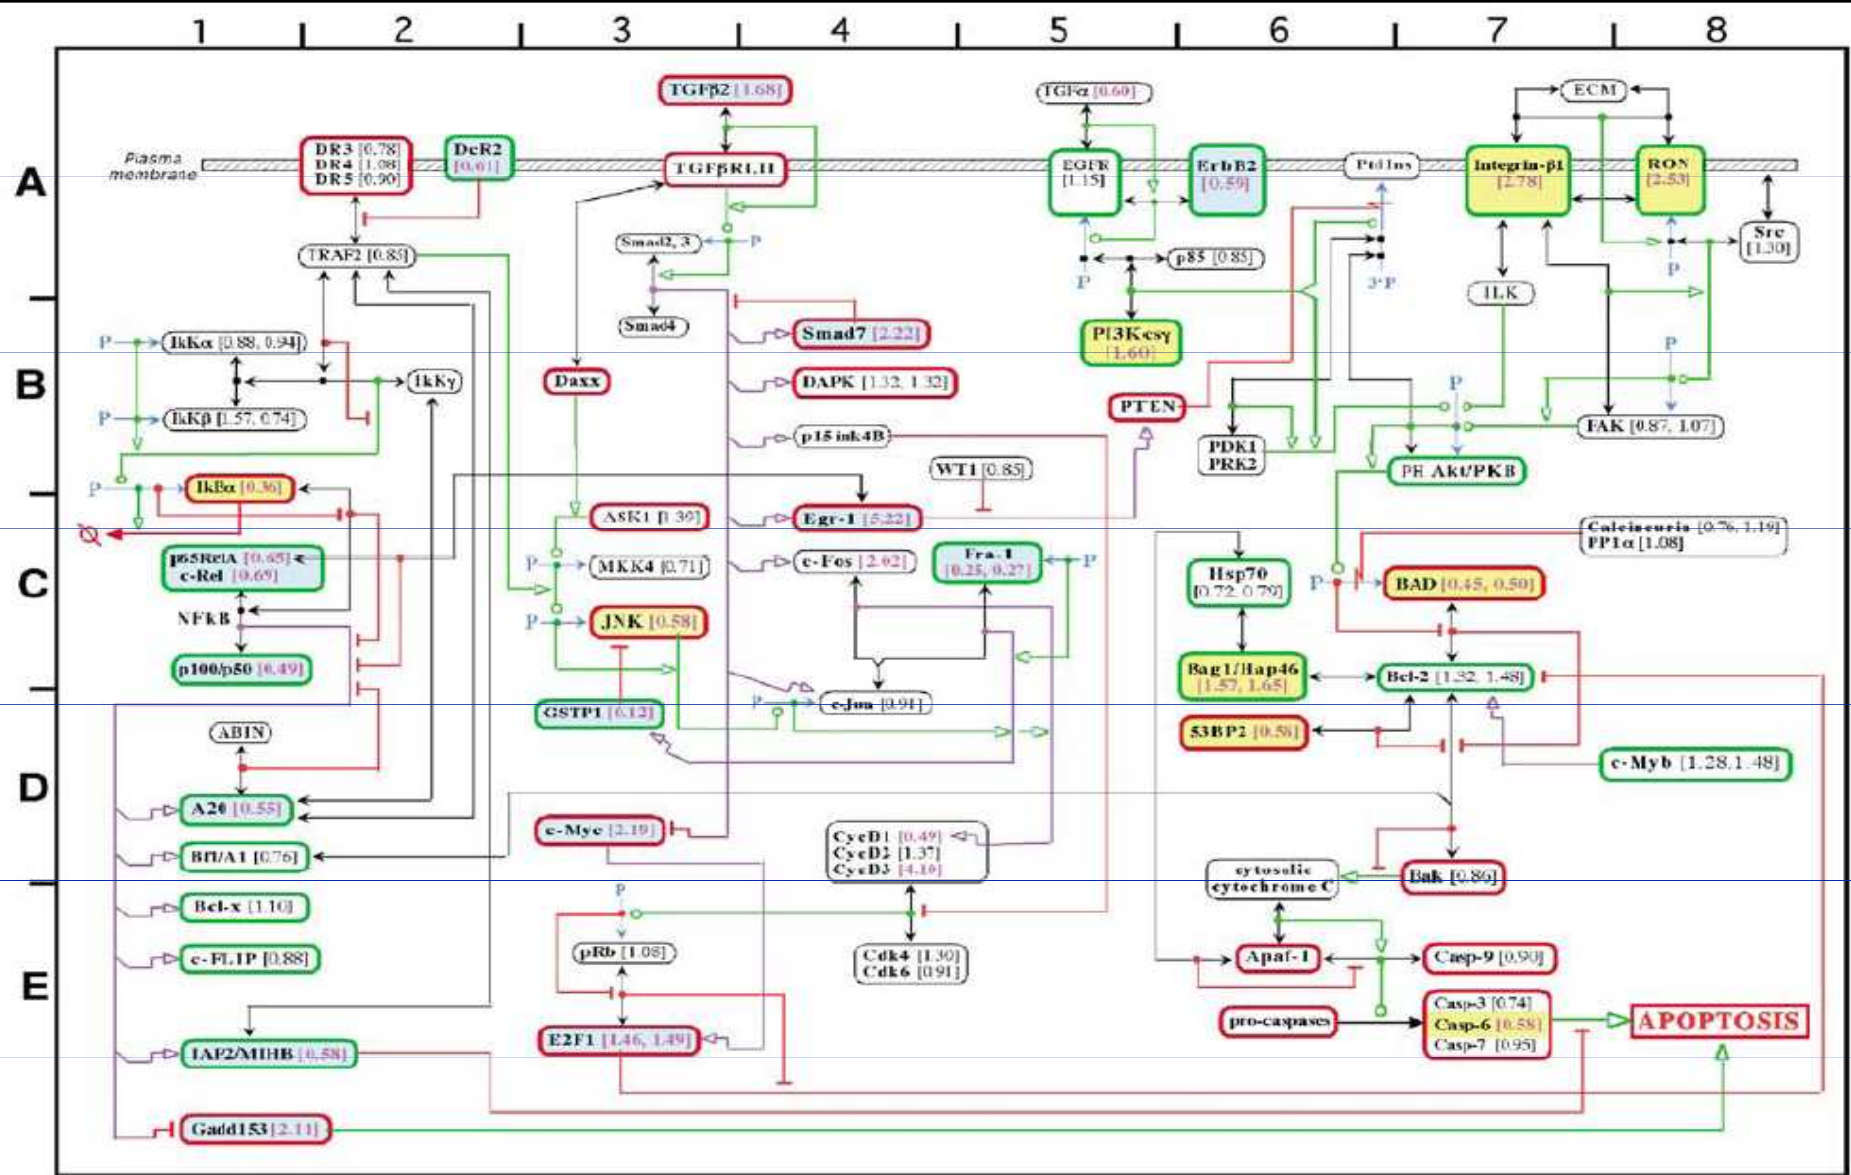 1 2 3 4 5 6 7 8
A
B
C
D
E
Plasma
membrane
DR3 [0.78]
DR4 [1.08]
DR5 [0.90]
DcR2
[0.61]
TGFβ2 [1.68]
TGFβRI,II
TGFα [0.60]
EGFR
[1.15]
ErbB2
[0.59]
PtdIns
ECM
Integrin-β1
[2.78]
RON
[2.53]
Src
[1.30]
TRAF2 [0.85]
Smad2, 3
P
p85 [0.85]
P
3'P
P
ILK
Smad4
Smad7 [2.22]
PI3Kcsγ
[1.60]
P
IkKα [0.88, 0.94]
P
IkKγ
Daxx
DAPK [1.32, 1.32]
P
P
IkKβ [1.57, 0.74]
PTEN
p15 ink4B
FAK [0.87, 1.07]
PDK1
PRK2
WT1 [0.85]
PH Akt/PKB
P
IkBα [0.36]
Ø
ASK1 [1.39]
Egr-1 [5.22]
Calcineurin [0.76, 1.19]
PP1α [1.08]
p65RelA [0.65]
c-Rel [0.69]
P
MKK4 [0.71]
c-Fos [2.02]
Fra-1
[0.25, 0.27]
P
Hsp70
[0.72, 0.79]
P
BAD [0.45, 0.50]
NFkB
P
JNK [0.58]
p100/p50 [0.49]
Bag1/Hap46
[1.57, 1.65]
Bcl-2 [1.32, 1.48]
GSTP1 [0.12]
P
c-Jun [0.91]
ABIN
53BP2 [0.58]
c-Myb [1.28,1.48]
A20 [0.55]
c-Myc [2.19]
CycD1 [0.49]
CycD2 [1.37]
CycD3 [4.10]
Bfl/A1 [0.76]
cytosolic
cytochrome C
Bak [0.86]
P
Bcl-x [1.10]
pRb [1.08]
Cdk4 [1.30]
Cdk6 [0.91]
c-FLIP [0.88]
Apaf-1
Casp-9 [0.90]
pro-caspases
Casp-3 [0.74]
Casp-6 [0.58]
Casp-7 [0.95]
APOPTOSIS
E2F1 [1.46, 1.49]
IAP2/MIHB [0.58]
Gadd153 [2.11]